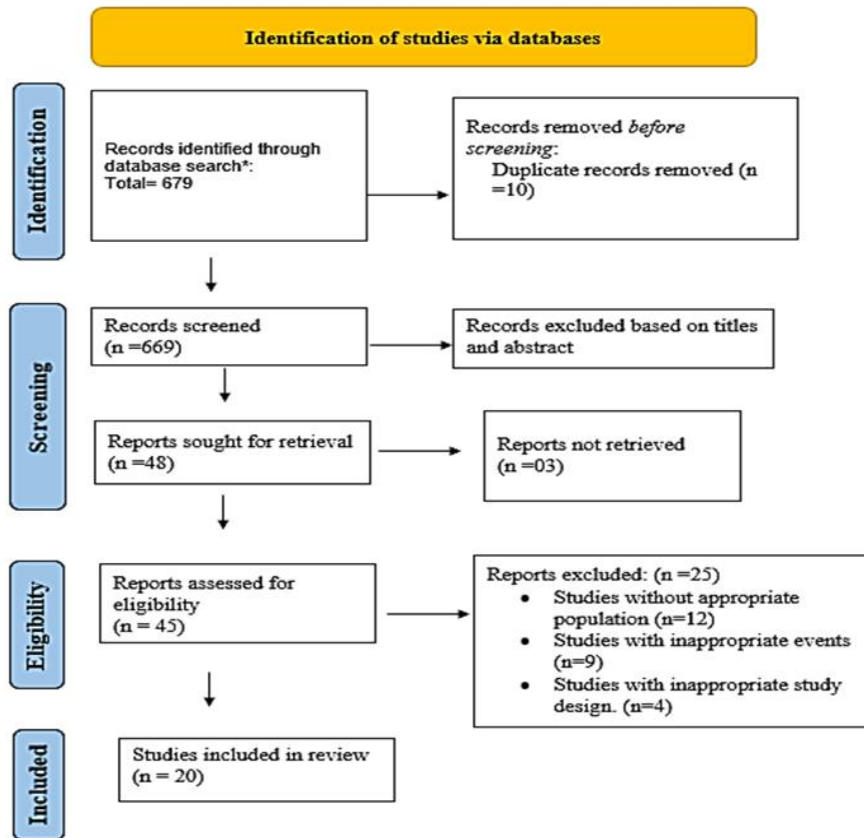 Identification of studies via databases
Identification
Records identified through
database search*:
Total= 679
Records removed before
screening:
Duplicate records removed (n
=10)
Screening
Records screened
(n =669)
Records excluded based on titles
and abstract
Reports sought for retrieval
(n =48)
Reports not retrieved
(n =03)
Eligibility
Reports assessed for
eligibility
(n = 45)
Reports excluded: (n =25)
• Studies without appropriate
population (n=12)
• Studies with inappropriate events
(n=9)
• Studies with inappropriate study
design. (n=4)
Included
Studies included in review
(n = 20)